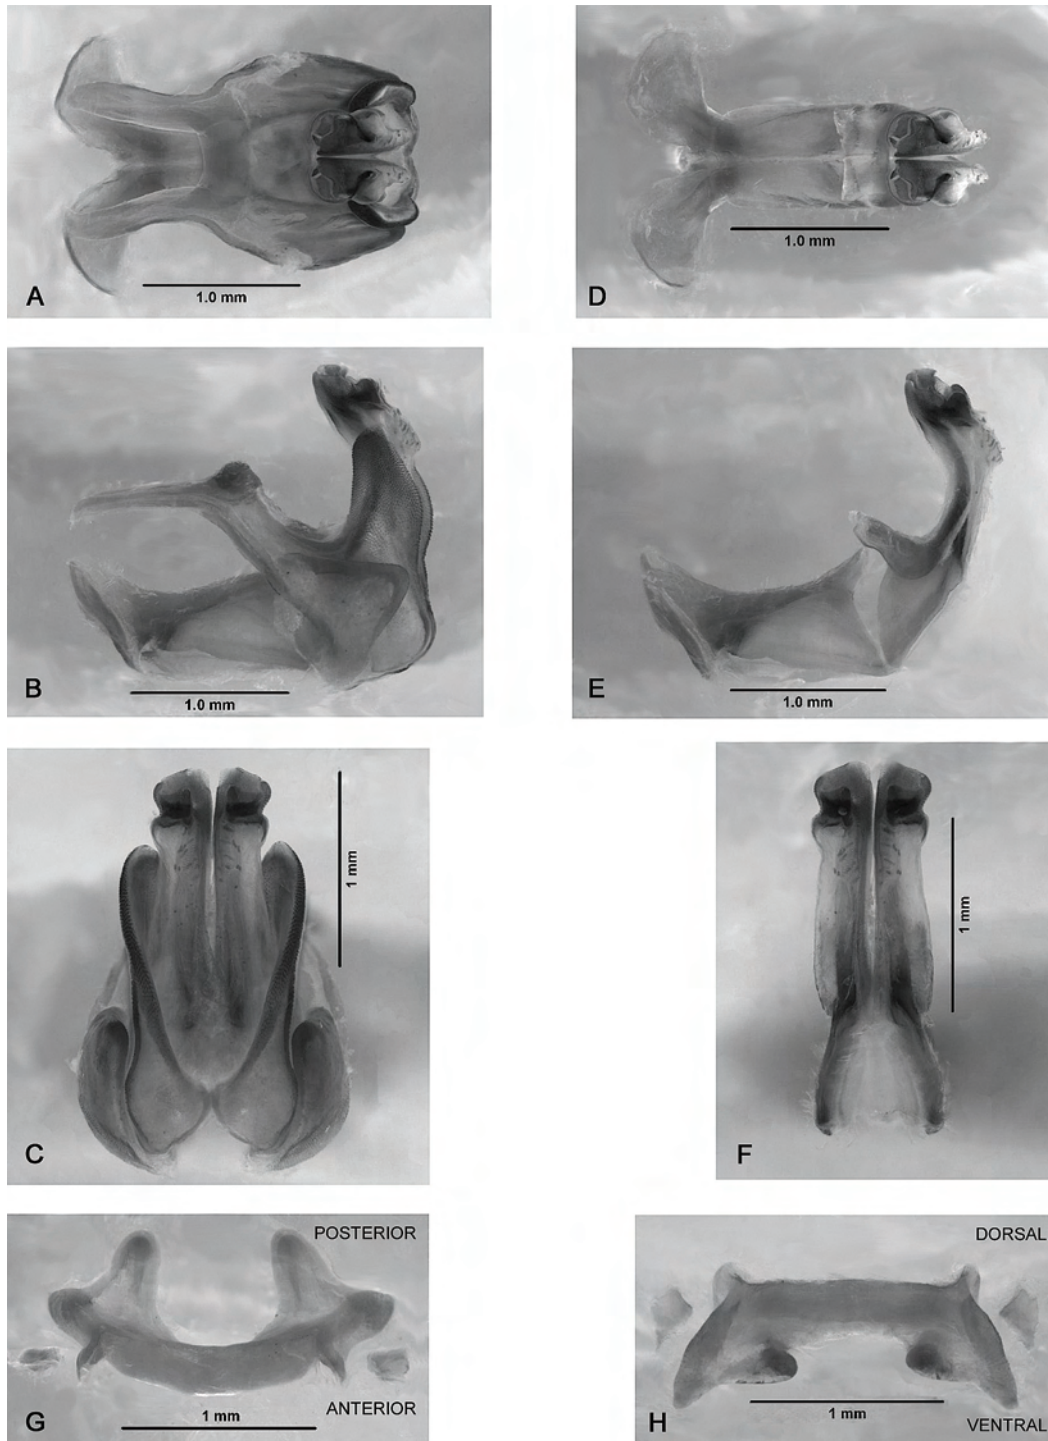 1.0 mm
A
1.0 mm
D
1.0 mm
B
1.0 mm
E
1 mm
C
1 mm
F
POSTERIOR
1 mm
ANTERIOR
G
DORSAL
1 mm
VENTRAL
H